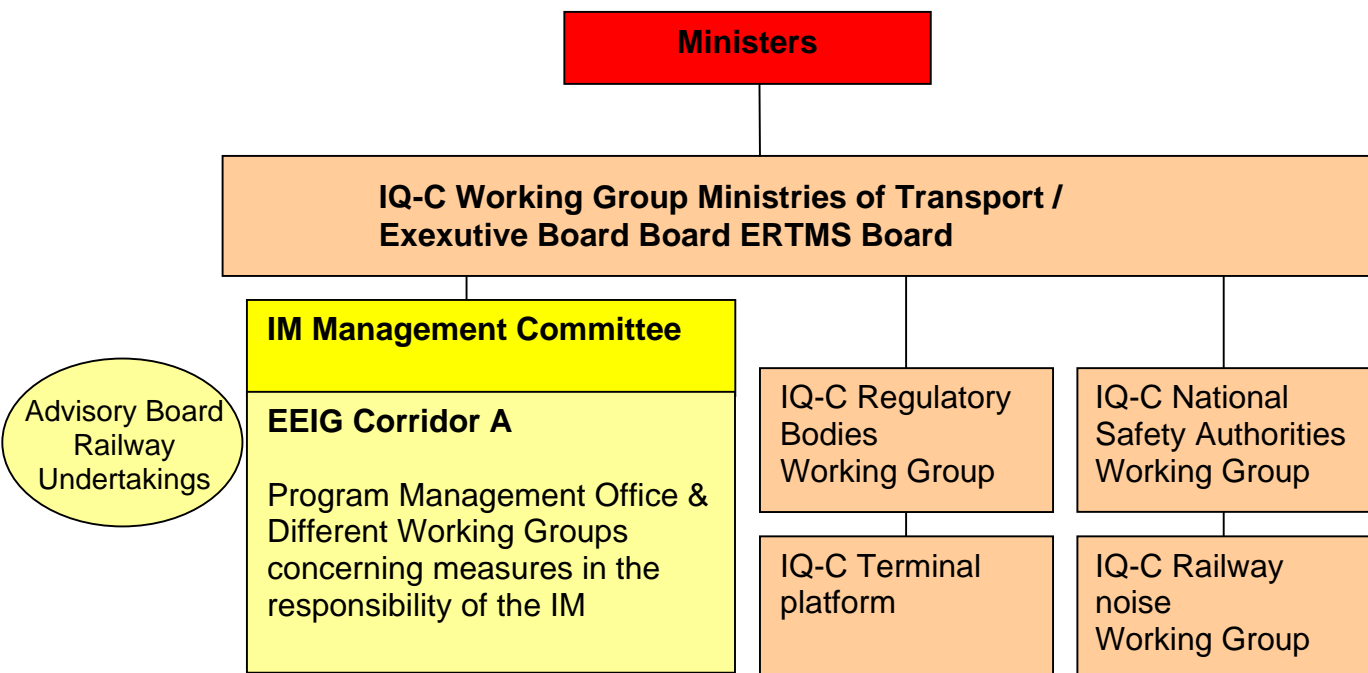 Ministers
IQ-C Working Group Ministries of Transport /
Exexutive Board Board ERTMS Board
IM Management Committee
Advisory Board
Railway
Undertakings
EEIG Corridor A
Program Management Office &
Different Working Groups
concerning measures in the
responsibility of the IM
IQ-C Regulatory
Bodies
Working Group
IQ-C National
Safety Authorities
Working Group
IQ-C Terminal
platform
IQ-C Railway
noise
Working Group